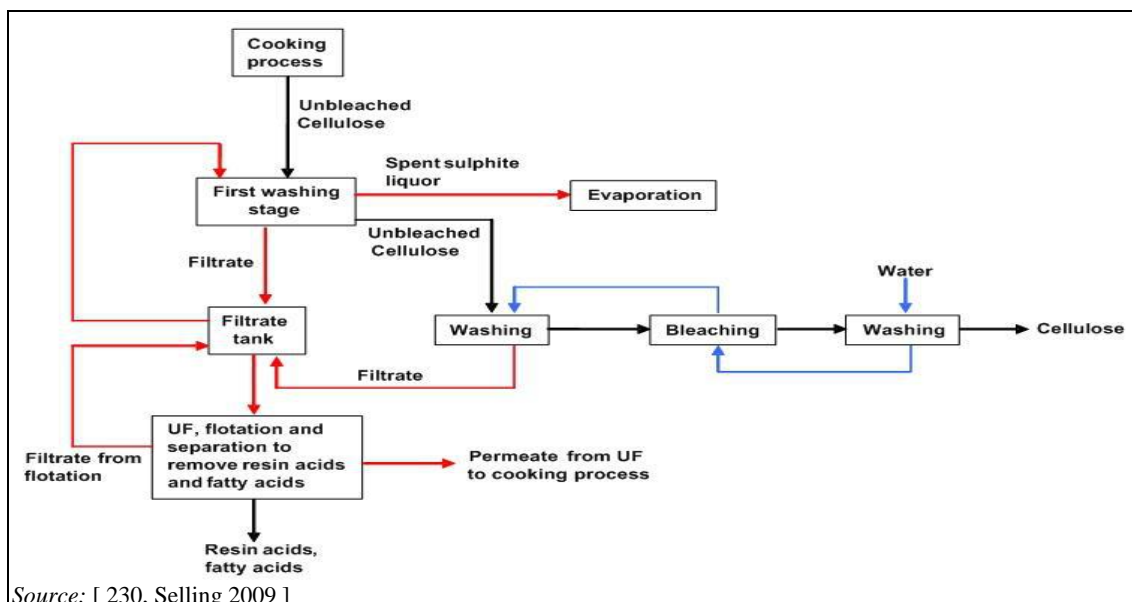 Cooking
process
Unbleached
Cellulose
Spent sulphite
liquor
First washing
stage
Evaporation
Unbleached
Cellulose
Filtrate
Water
Filtrate
tank
Washing
Bleaching
Washing
Cellulose
Filtrate
UF, flotation and
separation to
remove resin acids
and fatty acids
Filtrate from
flotation
Permeate from UF
to cooking process
Resin acids,
fatty acids
Source: [ 230, Selling 2009 ]